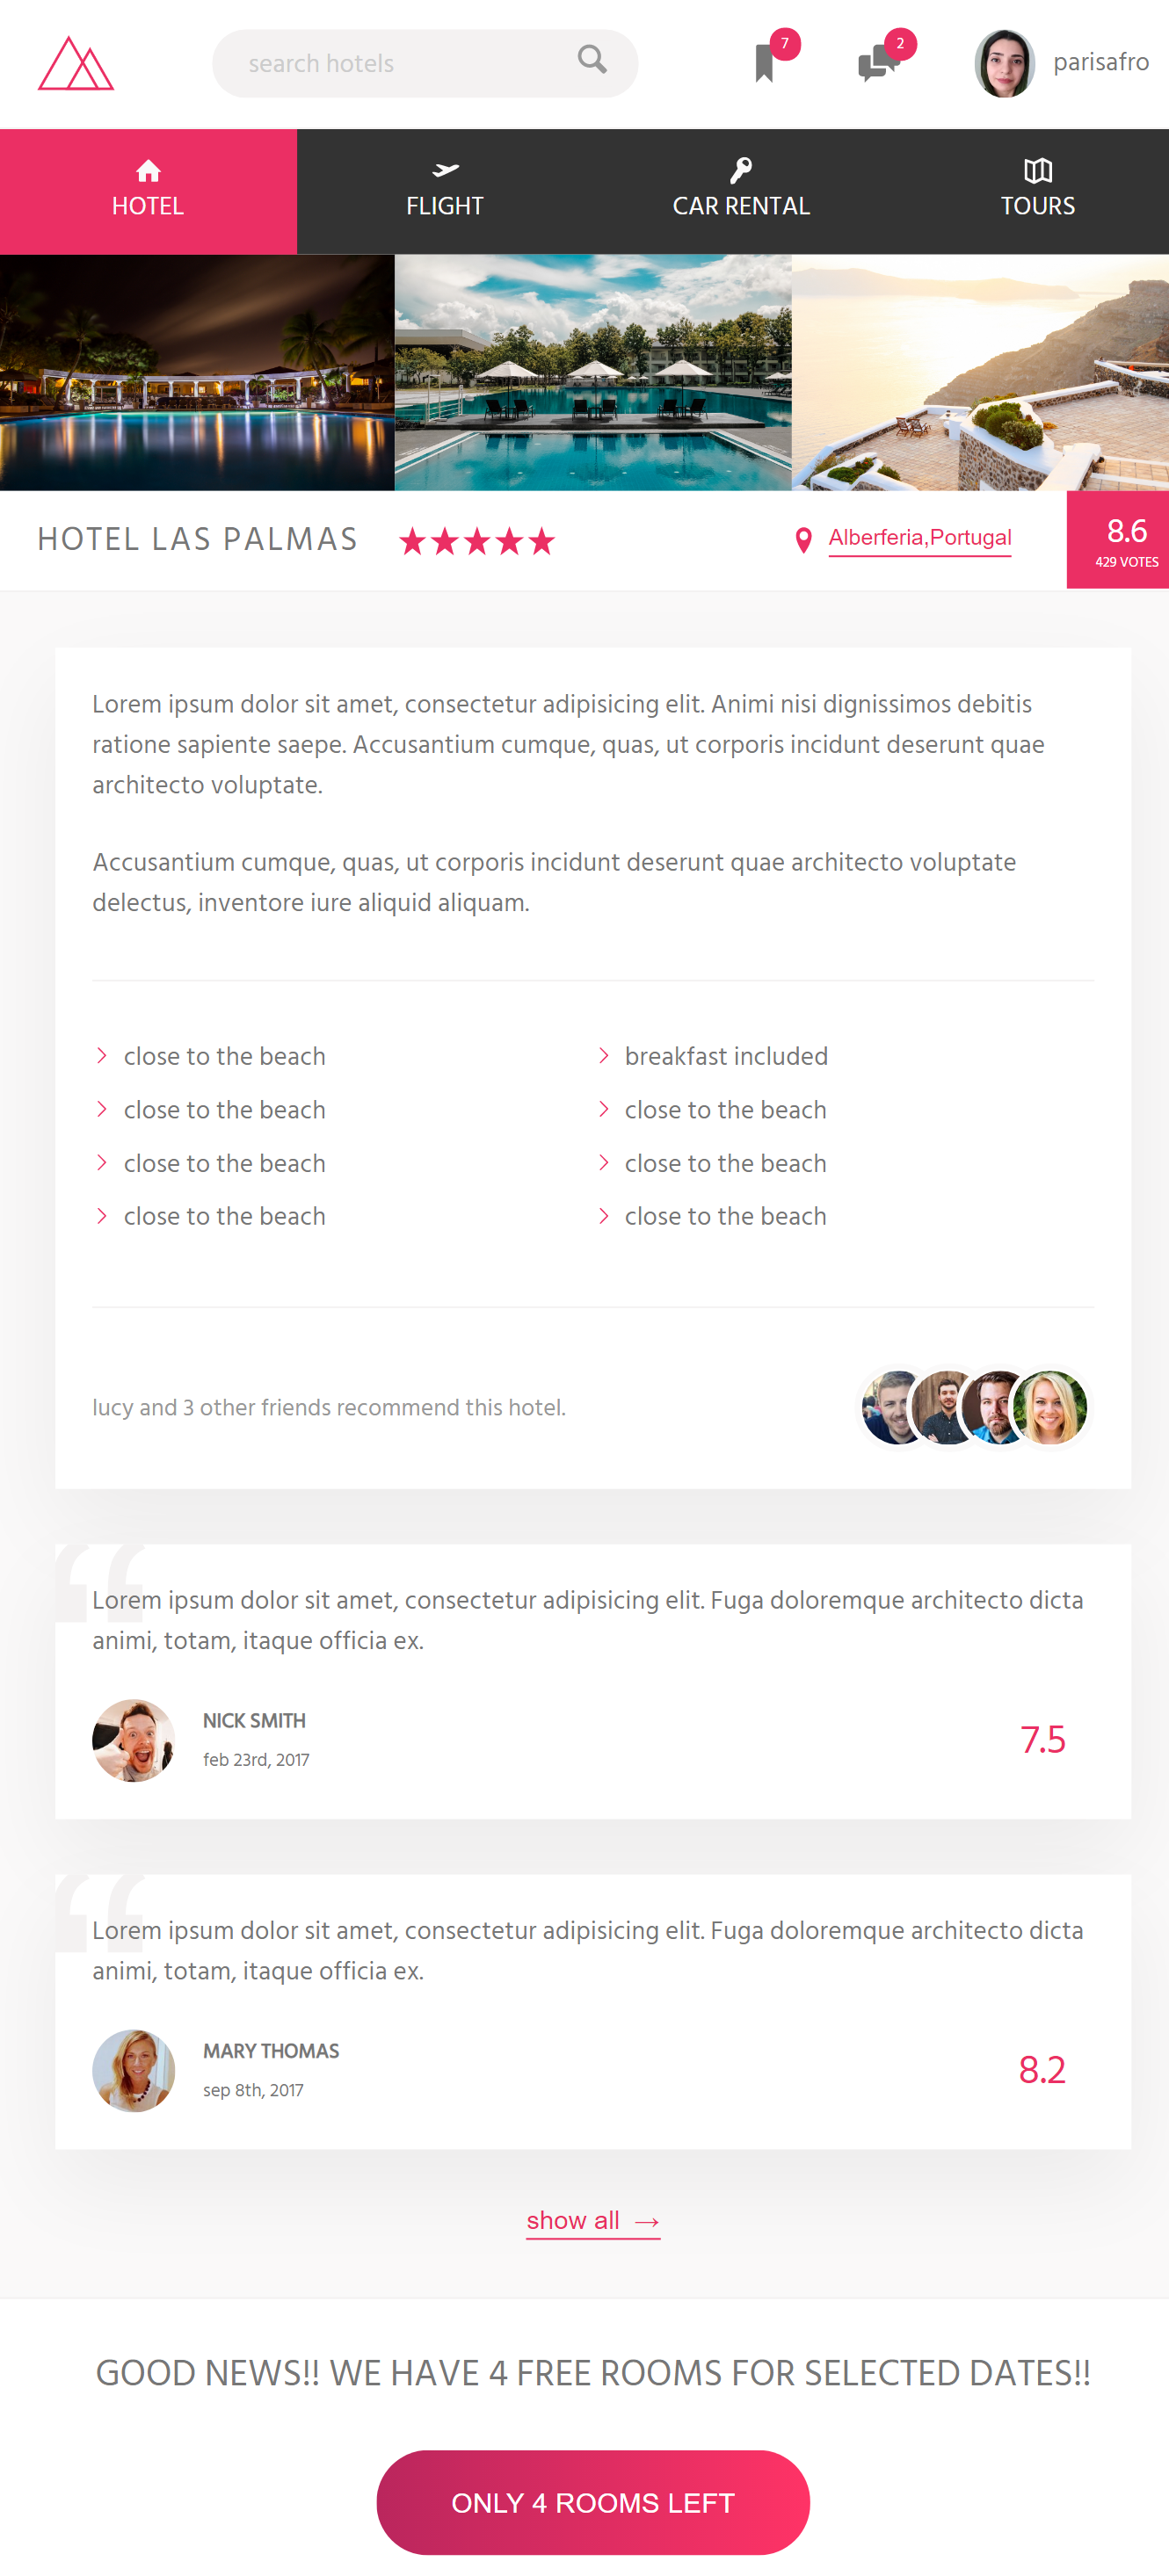 search hotels
7
2
parisafro
HOTEL
FLIGHT
CAR RENTAL
TOURS
HOTEL LAS PALMAS
Alberferia,Portugal
8.6
429 VOTES
Lorem ipsum dolor sit amet, consectetur adipisicing elit. Animi nisi dignissimos debitis
ratione sapiente saepe. Accusantium cumque, quas, ut corporis incidunt deserunt quae
architecto voluptate.
Accusantium cumque, quas, ut corporis incidunt deserunt quae architecto voluptate
delectus, inventore iure aliquid aliquam.
close to the beach
breakfast included
close to the beach
close to the beach
close to the beach
close to the beach
close to the beach
close to the beach
lucy and 3 other friends recommend this hotel.
“
Lorem ipsum dolor sit amet, consectetur adipisicing elit. Fuga doloremque architecto dicta
animi, totam, itaque officia ex.
NICK SMITH
feb 23rd, 2017
7.5
“
Lorem ipsum dolor sit amet, consectetur adipisicing elit. Fuga doloremque architecto dicta
animi, totam, itaque officia ex.
MARY THOMAS
sep 8th, 2017
8.2
show all →
GOOD NEWS!! WE HAVE 4 FREE ROOMS FOR SELECTED DATES!!
ONLY 4 ROOMS LEFT